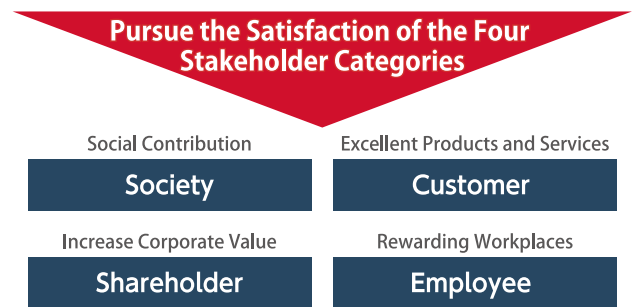 Pursue the Satisfaction of the Four
Stakeholder Categories
Social Contribution
Society
Excellent Products and Services
Customer
Increase Corporate Value
Shareholder
Rewarding Workplaces
Employee